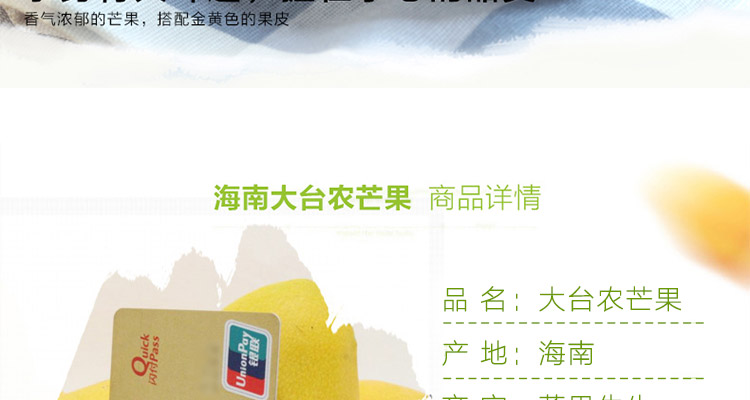 香气浓郁的芒果，搭配金黄色的果皮
海南大台农芒果 商品详情
品 名：大台农芒果
产 地：海南
Quick Pass
闪付
UnionPay
银联